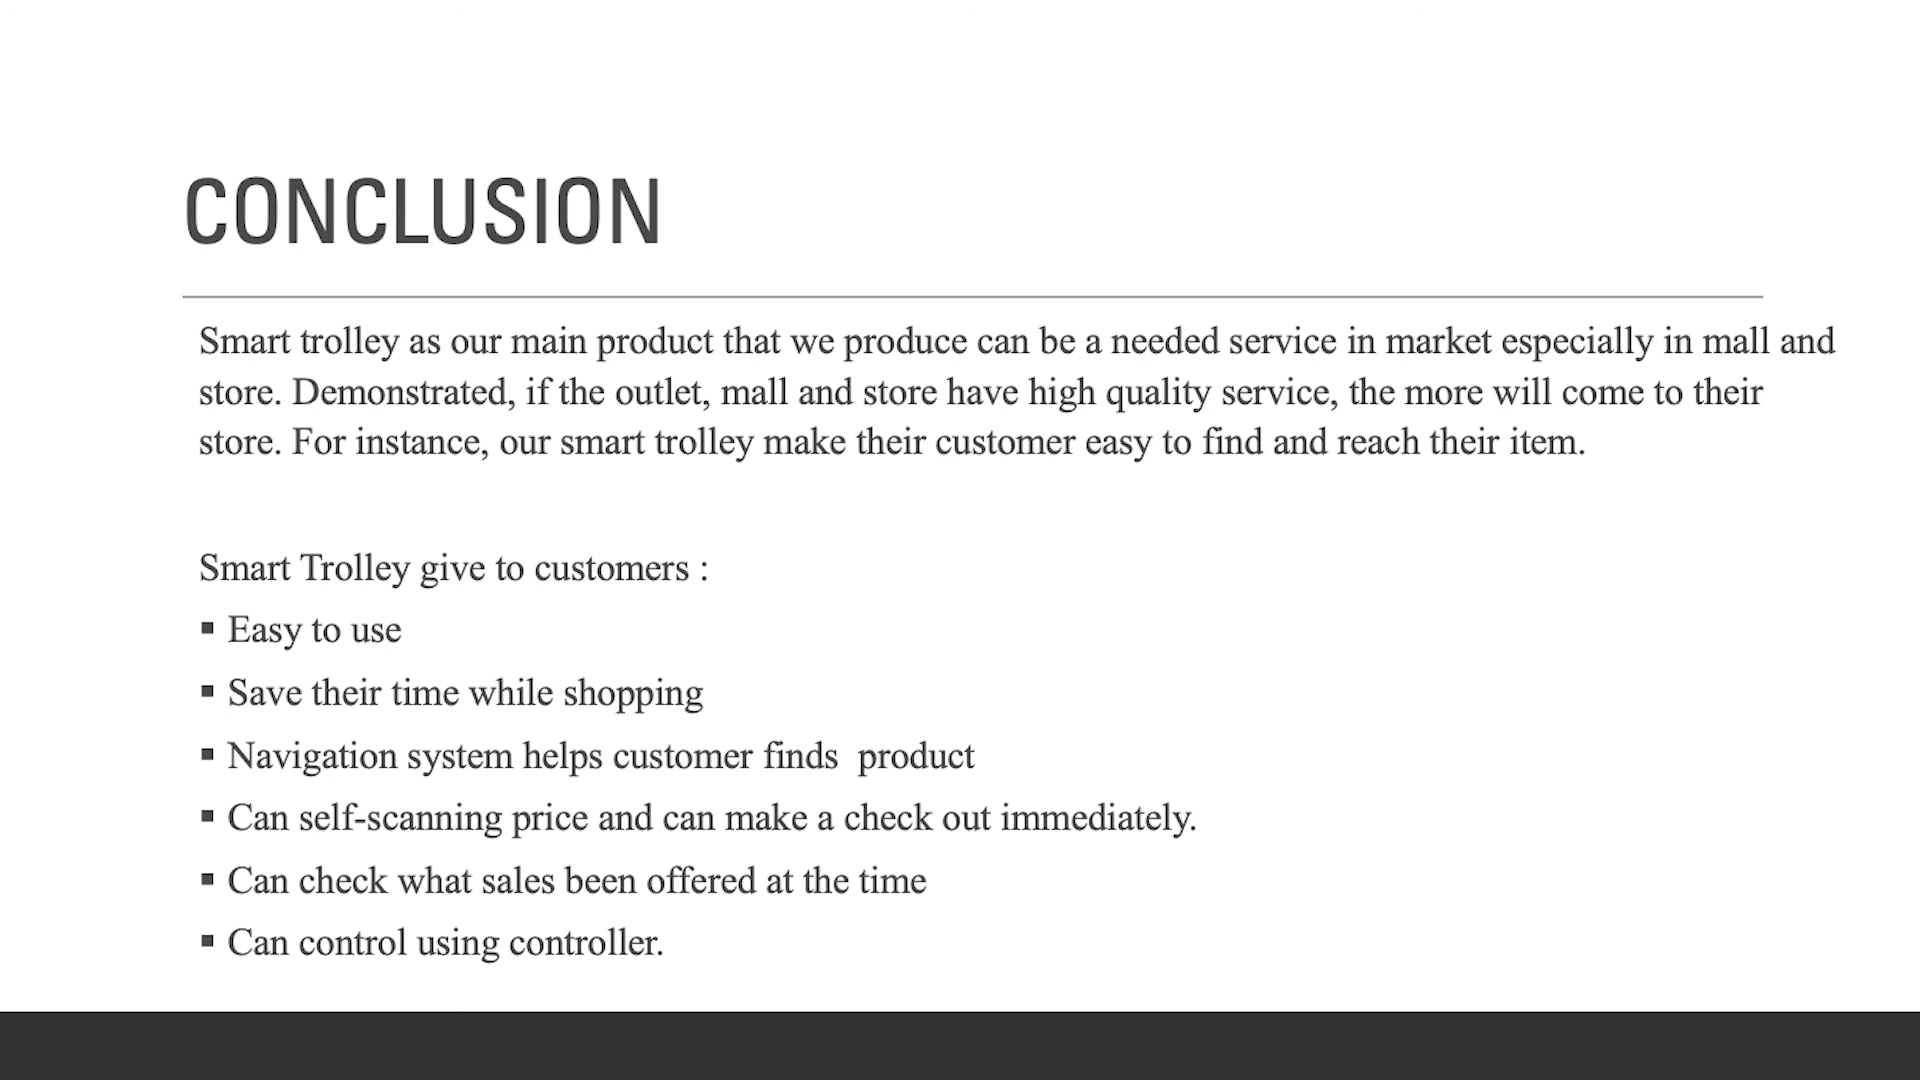 CONCLUSION
Smart trolley as our main product that we produce can be a needed service in market especially in mall and
store. Demonstrated, if the outlet, mall and store have high quality service, the more will come to their
store. For instance, our smart trolley make their customer easy to find and reach their item.
Smart Trolley give to customers :
▪ Easy to use
▪ Save their time while shopping
▪ Navigation system helps customer finds  product
▪ Can self-scanning price and can make a check out immediately.
▪ Can check what sales been offered at the time
▪ Can control using controller.